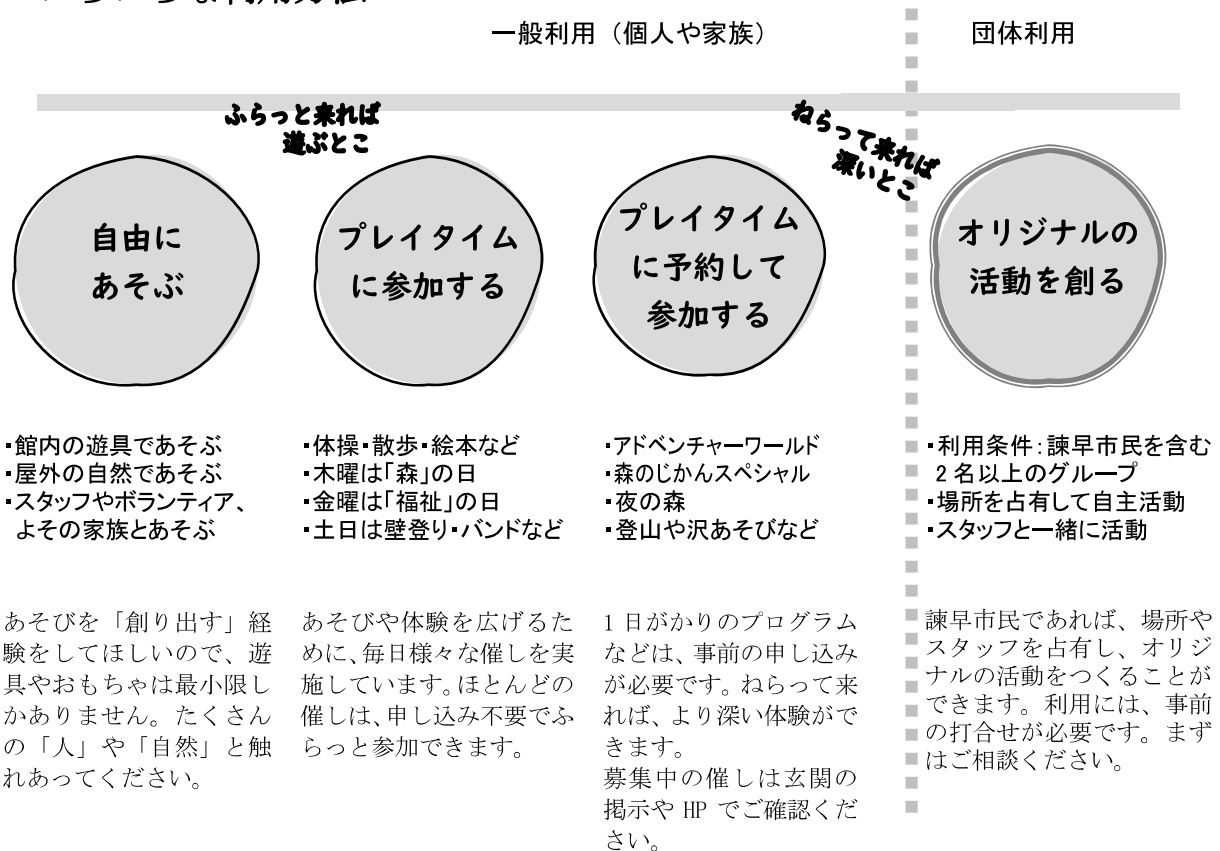 一般利用（個人や家族）
団体利用
ふらっと来れば
遊ぶとこ
ねらって来れば
深いとこ
自由に
あそぶ
プレイタイム
に参加する
プレイタイム
に予約して
参加する
オリジナルの
活動を創る
･館内の遊具であそぶ
･屋外の自然であそぶ
･スタッフやボランティア、
よその家族とあそぶ
･体操･散歩･絵本など
･木曜は｢森｣の日
･金曜は｢福祉｣の日
･土日は壁登り･バンドなど
･アドベンチャーワールド
･森のじかんスペシャル
･夜の森
･登山や沢あそびなど
･利用条件:諫早市民を含む
2名以上のグループ
･場所を占有して自主活動
･スタッフと一緒に活動
あそびを「創り出す」経
験をしてほしいので、遊
具やおもちゃは最小限し
かありません。たくさん
の「人」や「自然」と触
れあってください。
あそびや体験を広げるた
めに、毎日様々な催しを実
施しています。ほとんどの
催しは、申し込み不要でふ
らっと参加できます。
1日がかりのプログラム
などは、事前の申し込み
が必要です。ねらって来
れば、より深い体験がで
きます。
募集中の催しは玄関の
掲示や HP でご確認くだ
さい。
諫早市民であれば、場所や
スタッフを占有し、オリジ
ナルの活動をつくることが
できます。利用には、事前
の打合せが必要です。まず
はご相談ください。